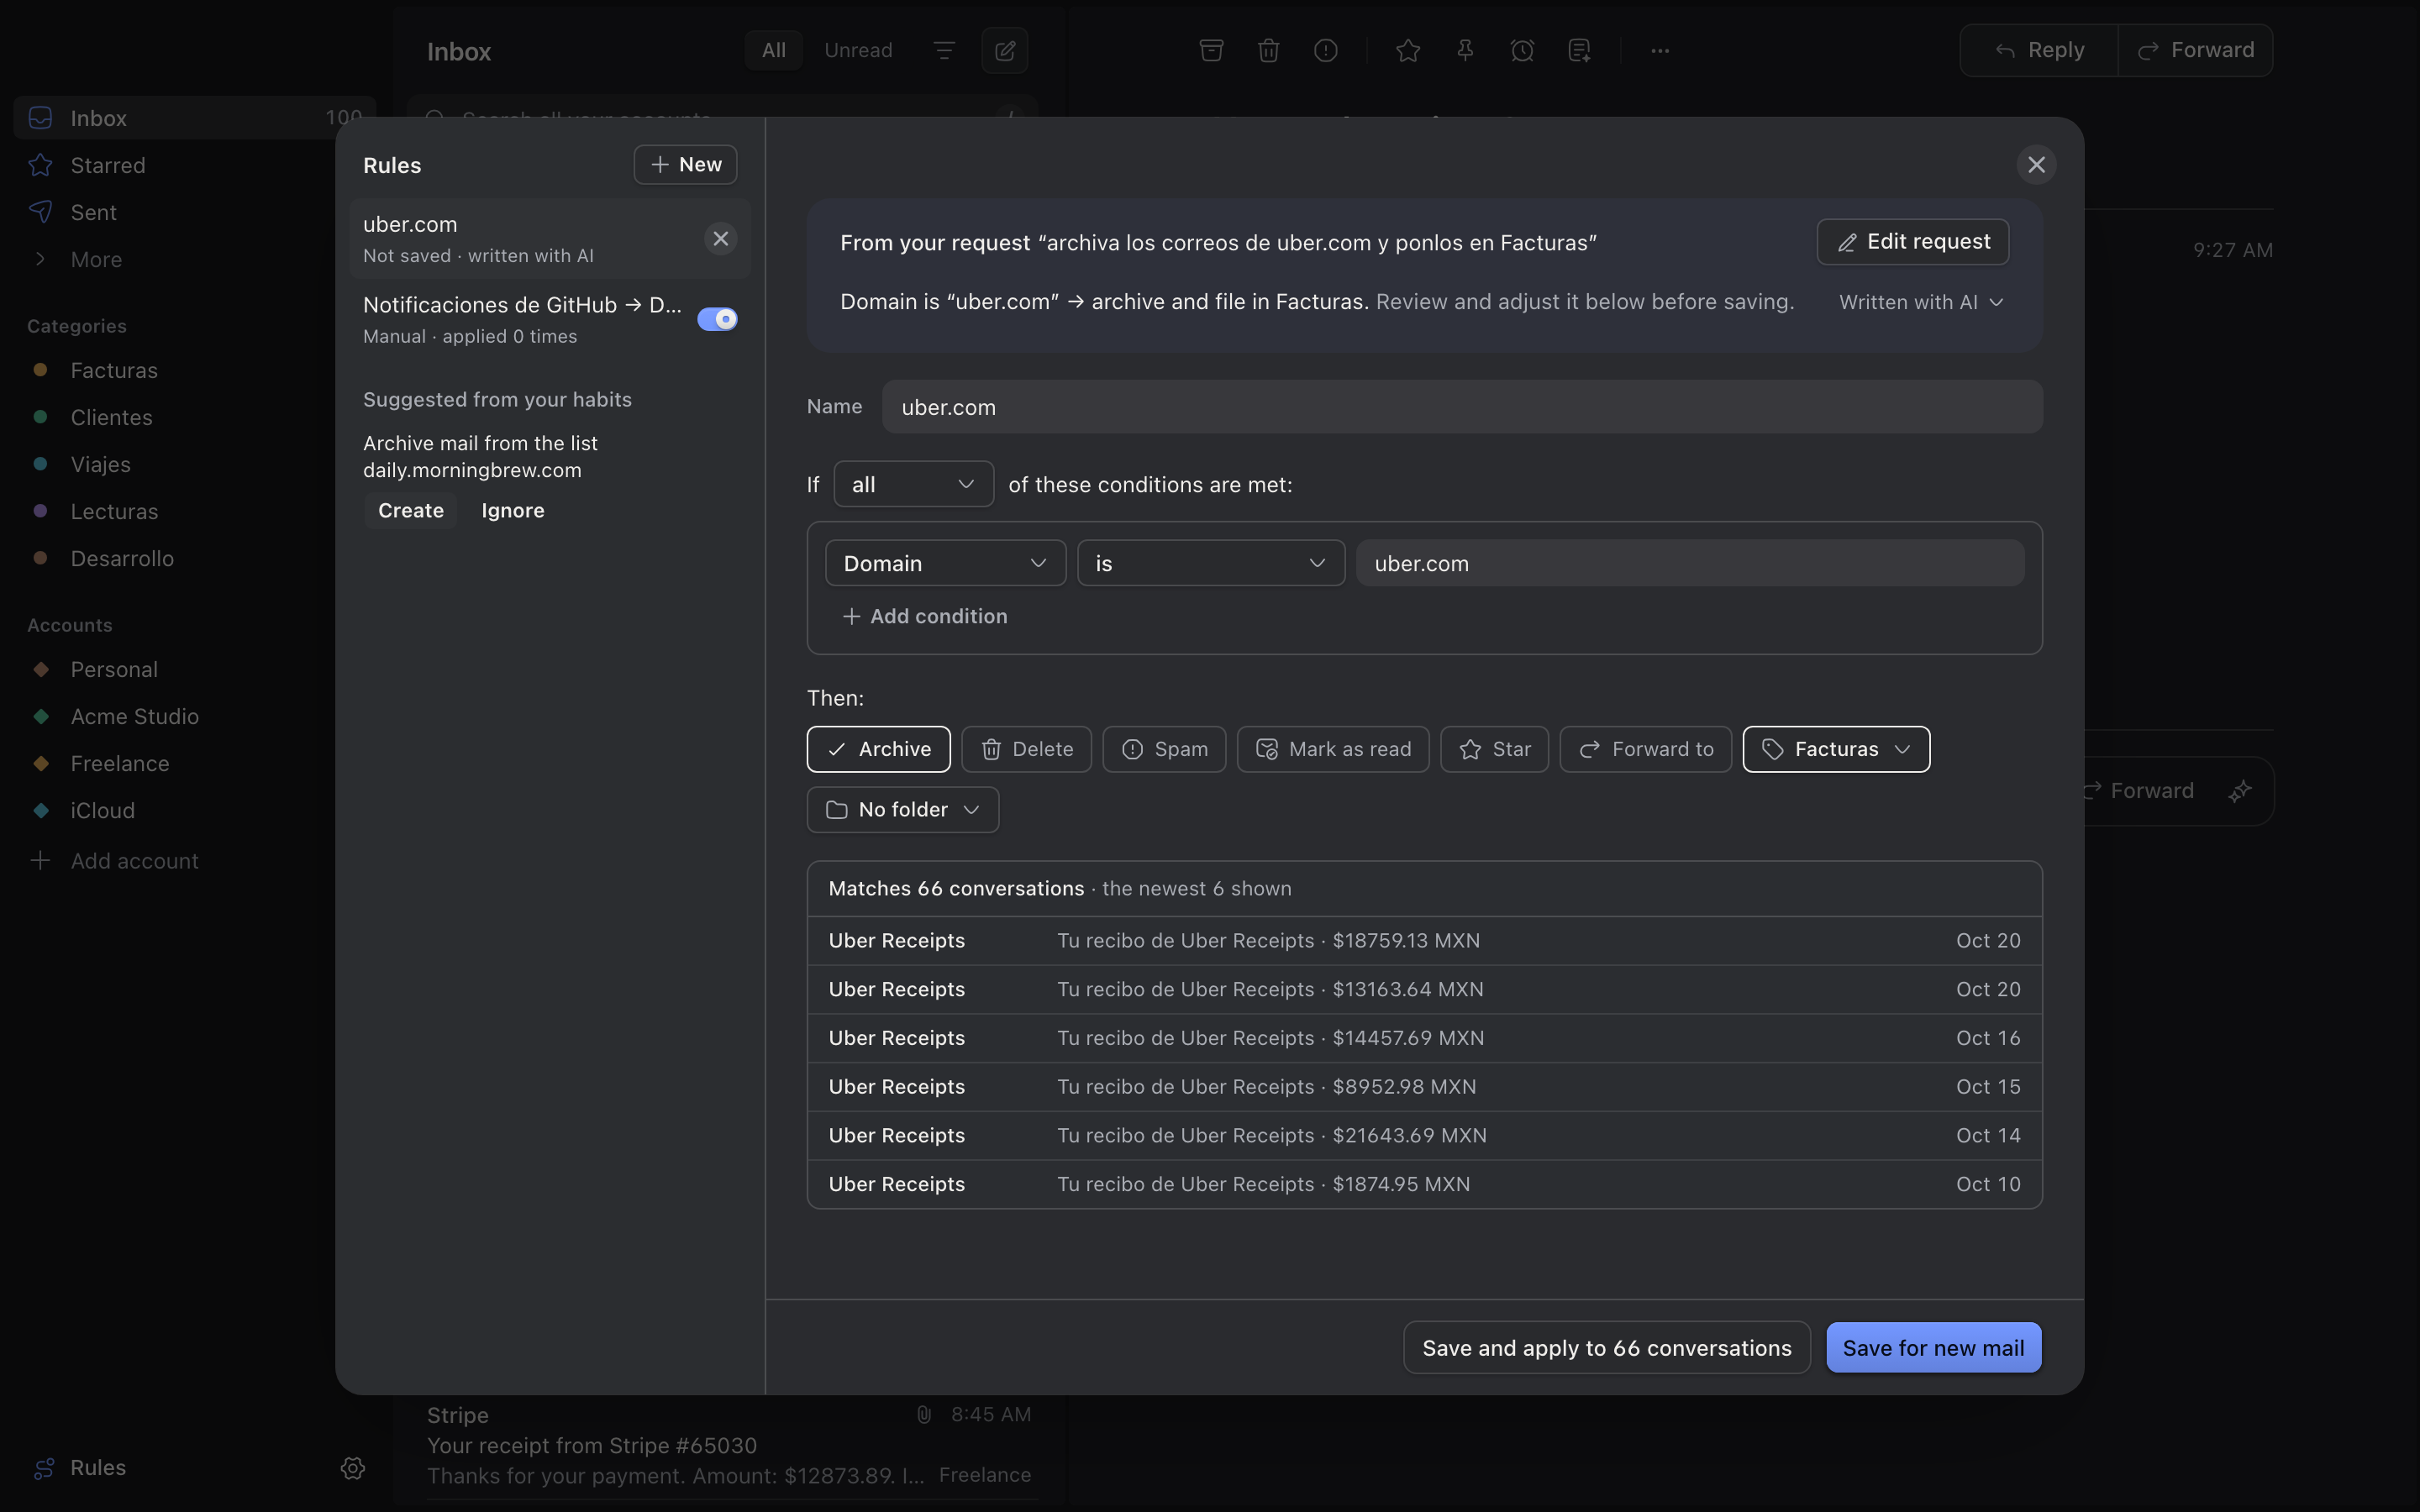 Inbox
All
Unread
Reply
Forward
Inbox
100
Starred
Sent
More
Categories
Facturas
Clientes
Viajes
Lecturas
Desarrollo
Accounts
Personal
Acme Studio
Freelance
iCloud
Add account
Rules
Rules
New
uber.com
Not saved · written with AI
Notificaciones de GitHub → D...
Manual · applied 0 times
Suggested from your habits
Archive mail from the list
daily.morningbrew.com
Create
Ignore
From your request “archiva los correos de uber.com y ponlos en Facturas”
Edit request
Domain is “uber.com” → archive and file in Facturas. Review and adjust it below before saving.
Written with AI
Name
uber.com
If
all
of these conditions are met:
Domain
is
uber.com
Add condition
Then:
Archive
Delete
Spam
Mark as read
Star
Forward to
Facturas
No folder
Matches 66 conversations · the newest 6 shown
Uber Receipts Tu recibo de Uber Receipts · $18759.13 MXN Oct 20
Uber Receipts Tu recibo de Uber Receipts · $13163.64 MXN Oct 20
Uber Receipts Tu recibo de Uber Receipts · $14457.69 MXN Oct 16
Uber Receipts Tu recibo de Uber Receipts · $8952.98 MXN Oct 15
Uber Receipts Tu recibo de Uber Receipts · $21643.69 MXN Oct 14
Uber Receipts Tu recibo de Uber Receipts · $1874.95 MXN Oct 10
Save and apply to 66 conversations
Save for new mail
9:27 AM
Forward
Stripe
8:45 AM
Your receipt from Stripe #65030
Thanks for your payment. Amount: $12873.89. I...
Freelance